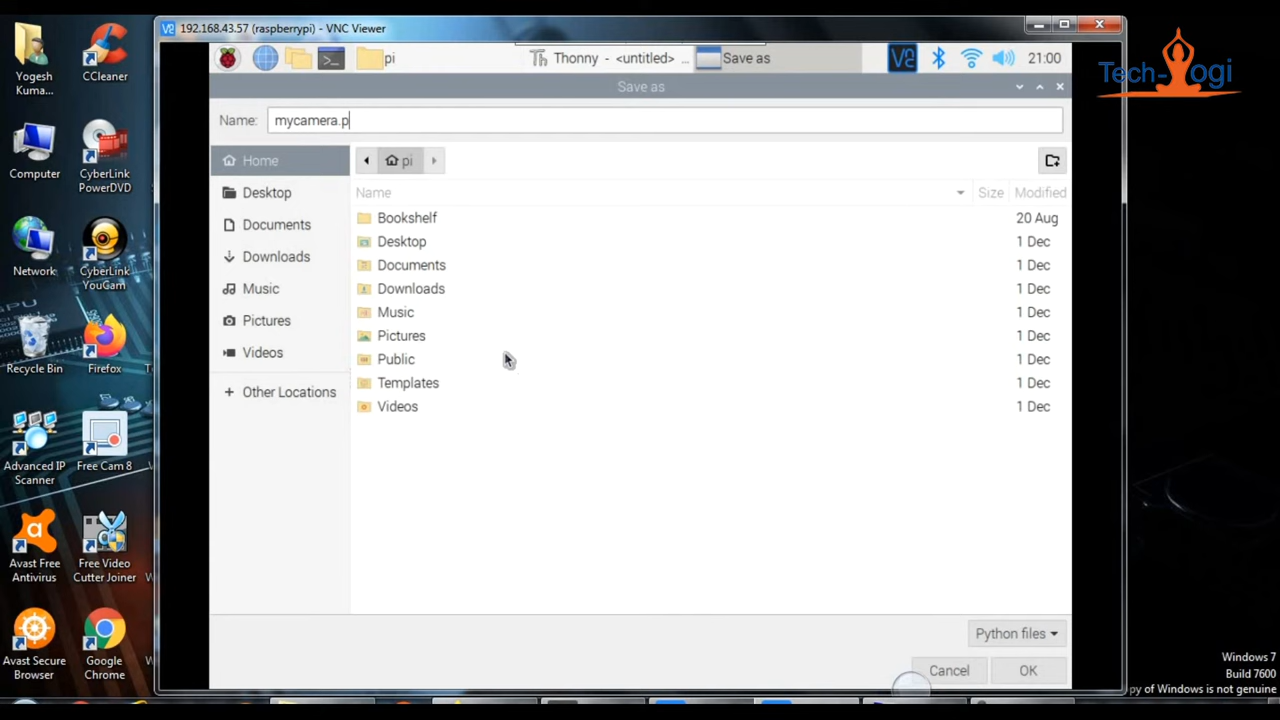 Yogesh
Kuma...
CCleaner
Computer
CyberLink
PowerDVD
Network
CyberLink
YouCam
Recycle Bin
Firefox
Advanced IP
Scanner
Free Cam 8
Avast Free
Antivirus
Free Video
Cutter Joiner
Avast Secure
Browser
Google
Chrome
192.168.43.57 (raspberrypi) - VNC Viewer
pi
Thonny - <untitled> ...
Save as
21:00
Save as
Name: mycamera.p
Home
Desktop
Documents
Downloads
Music
Pictures
Videos
Other Locations
pi
Name Size Modified
Bookshelf 20 Aug
Desktop 1 Dec
Documents 1 Dec
Downloads 1 Dec
Music 1 Dec
Pictures 1 Dec
Public 1 Dec
Templates 1 Dec
Videos 1 Dec
Python files
Cancel OK
Tech-Yogi
Windows 7
Build 7600
py of Windows is not genuine